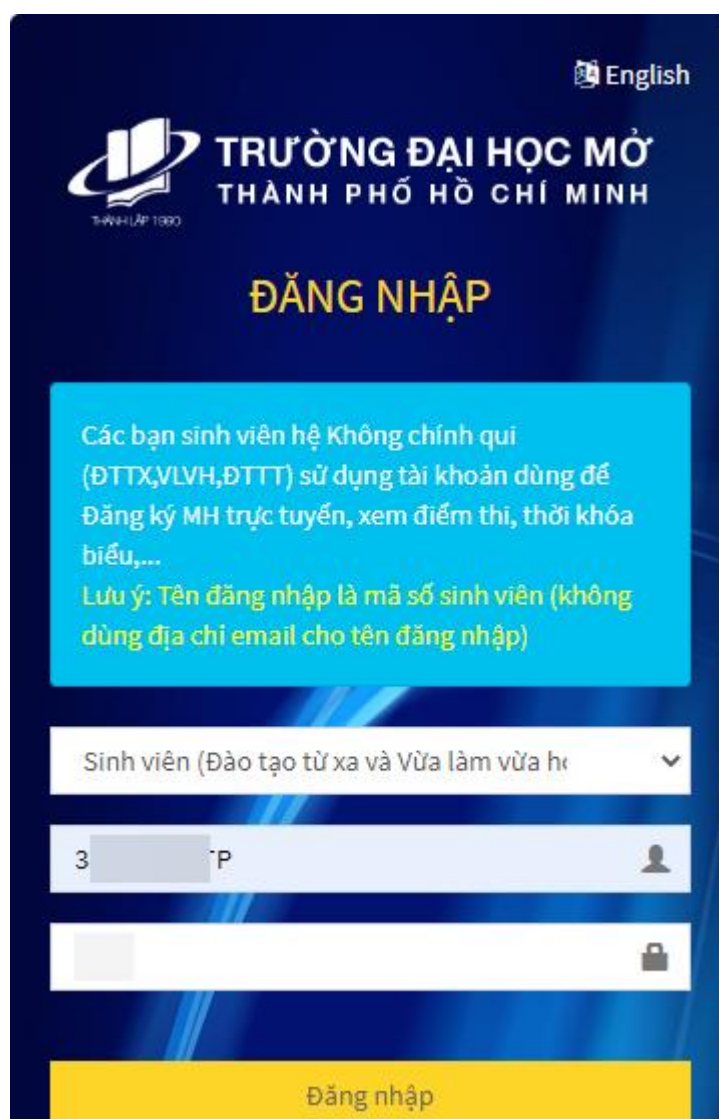 English
TRƯỜNG ĐẠI HỌC MỞ
THÀNH PHỐ HỒ CHÍ MINH
THÀNH LẬP 1990
ĐĂNG NHẬP
Các bạn sinh viên hệ Không chính qui
(ĐTTX,VLVH,ĐTTT) sử dụng tài khoản dùng để
Đăng ký MH trực tuyến, xem điểm thi, thời khóa
biểu,...
Lưu ý: Tên đăng nhập là mã số sinh viên (không
dùng địa chỉ email cho tên đăng nhập)
Sinh viên (Đào tạo từ xa và Vừa làm vừa
3 TP
Đăng nhập